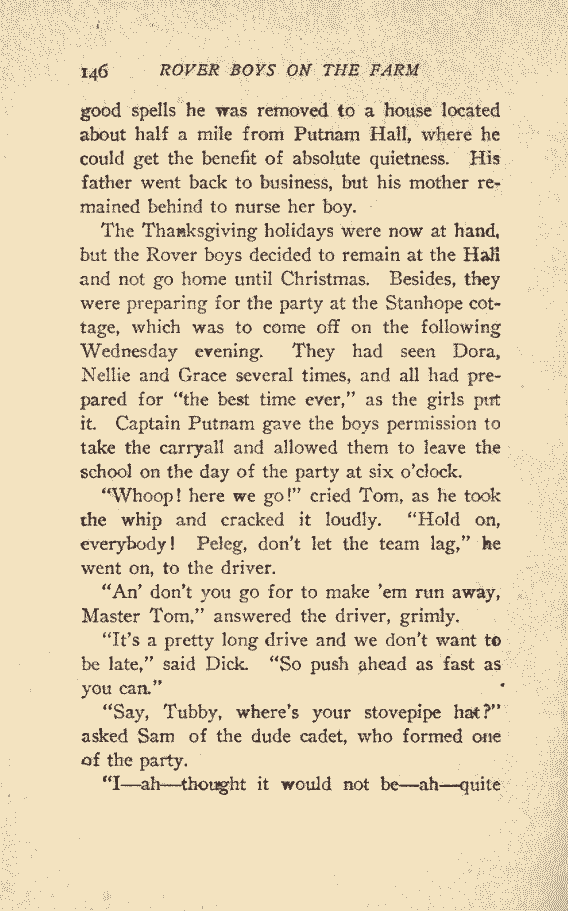 146 ROVER BOYS ON THE FARM
good spells he was removed to a house located
about half a mile from Putnam Hall, where he
could get the benefit of absolute quietness. His
father went back to business, but his mother re-
mained behind to nurse her boy.
The Thanksgiving holidays were now at hand,
but the Rover boys decided to remain at the Hall
and not go home until Christmas. Besides, they
were preparing for the party at the Stanhope cot-
tage, which was to come off on the following
Wednesday evening. They had seen Dora,
Nellie and Grace several times, and all had pre-
pared for “the best time ever,” as the girls put
it. Captain Putnam gave the boys permission to
take the carryall and allowed them to leave the
school on the day of the party at six o’clock.
“Whoop! here we go!” cried Tom, as he took
the whip and cracked it loudly. “Hold on,
everybody! Peleg, don’t let the team lag,” he
went on, to the driver.
“An’ don’t you go for to make ’em run away,
Master Tom,” answered the driver, grimly.
“It’s a pretty long drive and we don’t want to
be late,” said Dick. “So push ahead as fast as
you can.”
“Say, Tubby, where’s your stovepipe hat?”
asked Sam of the dude cadet, who formed one
of the party.
“I—ah—thought it would not be—ah—quite